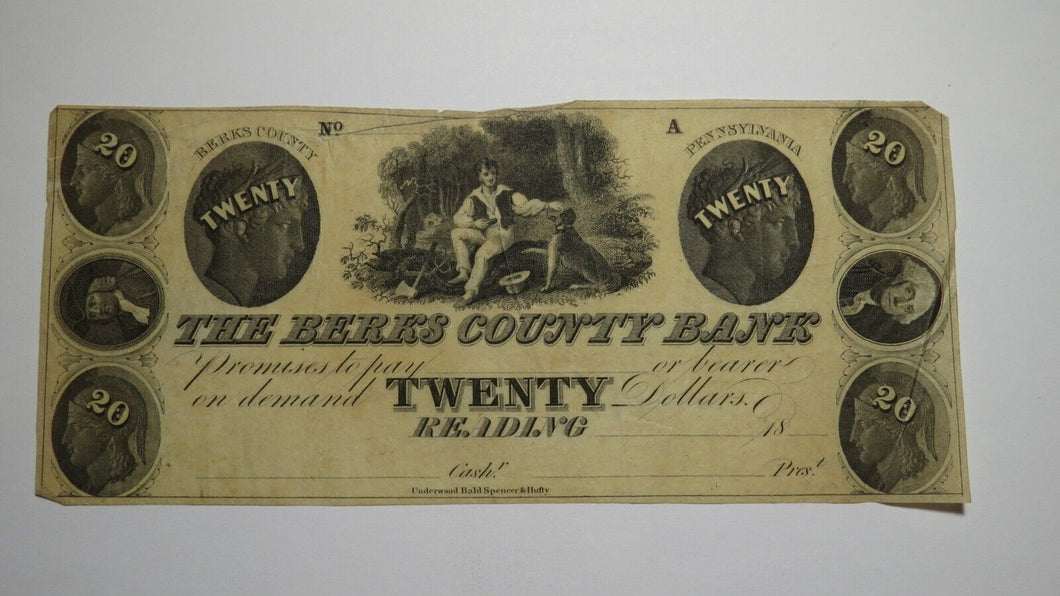 20 BERKS COUNTY No A PENNSYLVANIA 20
TWENTY TWENTY
THE BERKS COUNTY BANK
Promises to pay or bearer
on demand TWENTY Dollars.
20 READING 18 20
Cash.r Pres.t
Underwood Bald Spencer & Hufty